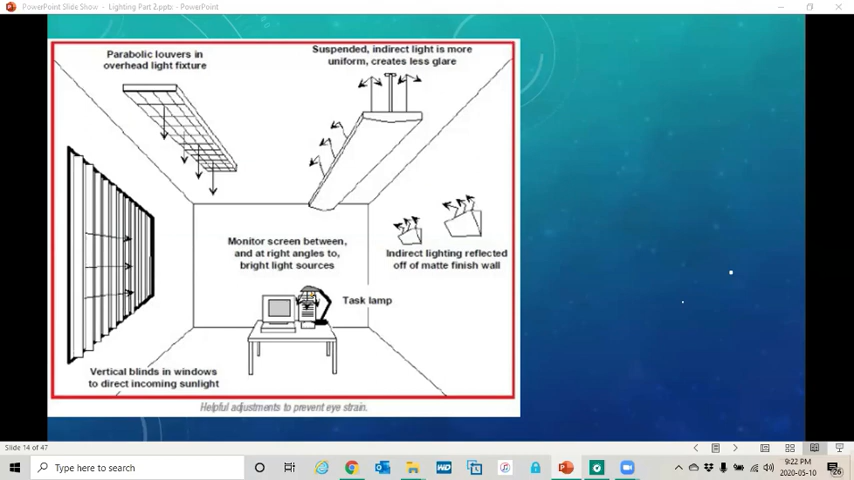 PowerPoint Slide Show - Lighting Part 2.pptx - PowerPoint
Parabolic louvers in
overhead light fixture
Suspended, indirect light is more
uniform, creates less glare
Monitor screen between,
and at right angles to,
bright light sources
Indirect lighting reflected
off of matte finish wall
Task lamp
Vertical blinds in windows
to direct incoming sunlight
Helpful adjustments to prevent eye strain.
Slide 14 of 47
Type here to search
9:22 PM
2020-05-10
26